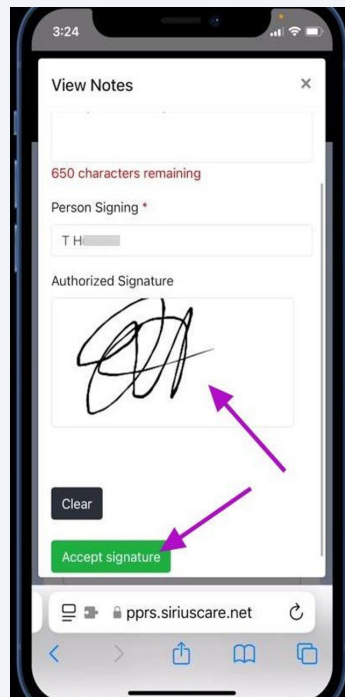 3:24
View Notes ×
650 characters remaining
Person Signing *
T H
Authorized Signature
Clear
Accept signature
pprs.siriuscare.net